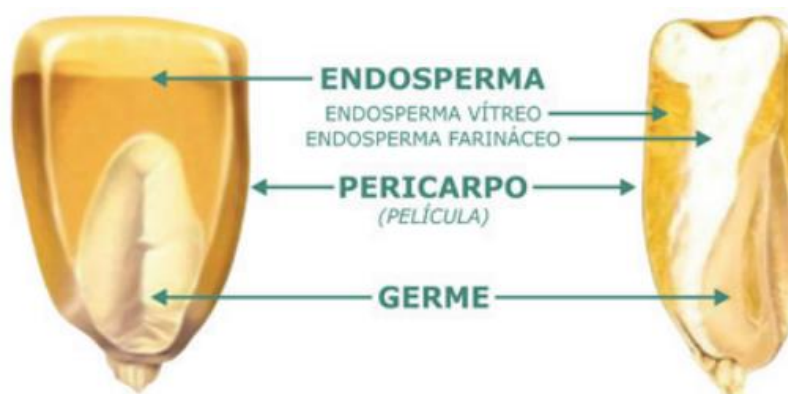 ENDOSPERMA
ENDOSPERMA VÍTREO
ENDOSPERMA FARINÁCEO
PERICARPO
(PELÍCULA)
GERME